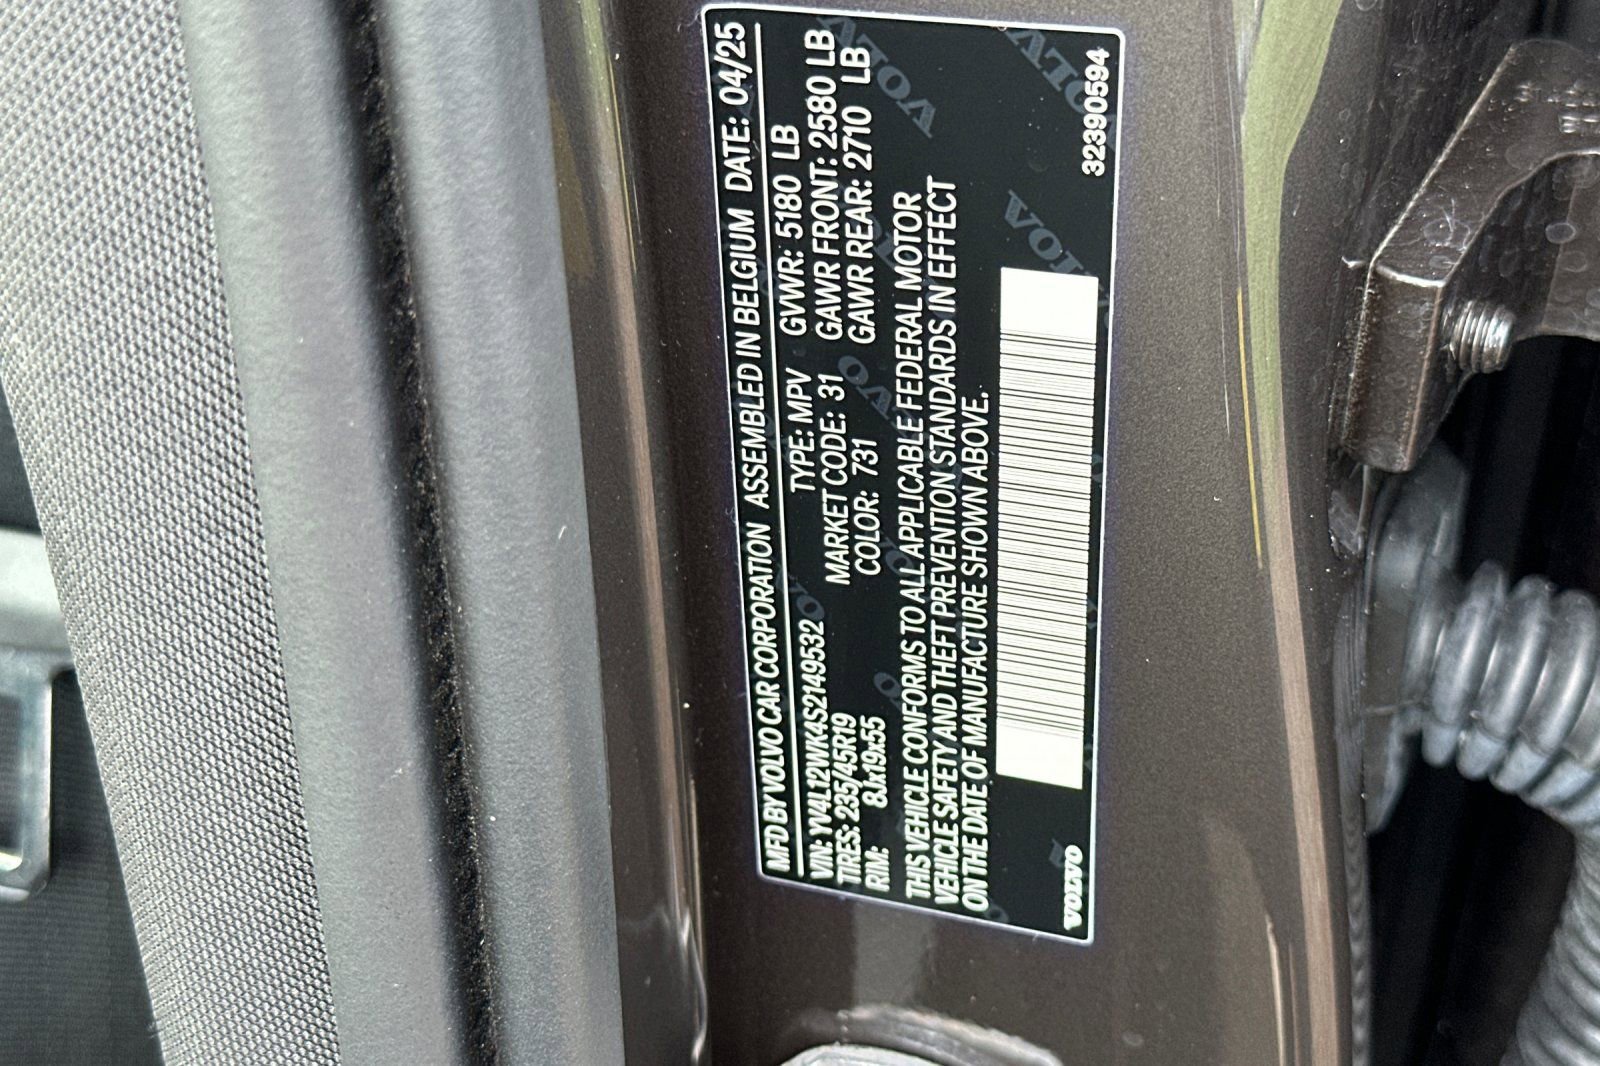 MFD BY VOLVO CAR CORPORATION ASSEMBLED IN BELGIUM DATE: 04/25
VIN: YV4L12WK4S2149532 TYPE: MPV GVWR: 5180 LB
TIRES: 235/45R19 MARKET CODE: 31 GAWR FRONT: 2580 LB
RIM: 8Jx19x55 COLOR: 731 GAWR REAR: 2710 LB
THIS VEHICLE CONFORMS TO ALL APPLICABLE FEDERAL MOTOR
VEHICLE SAFETY AND THEFT PREVENTION STANDARDS IN EFFECT
ON THE DATE OF MANUFACTURE SHOWN ABOVE.
VOLVO 32390594